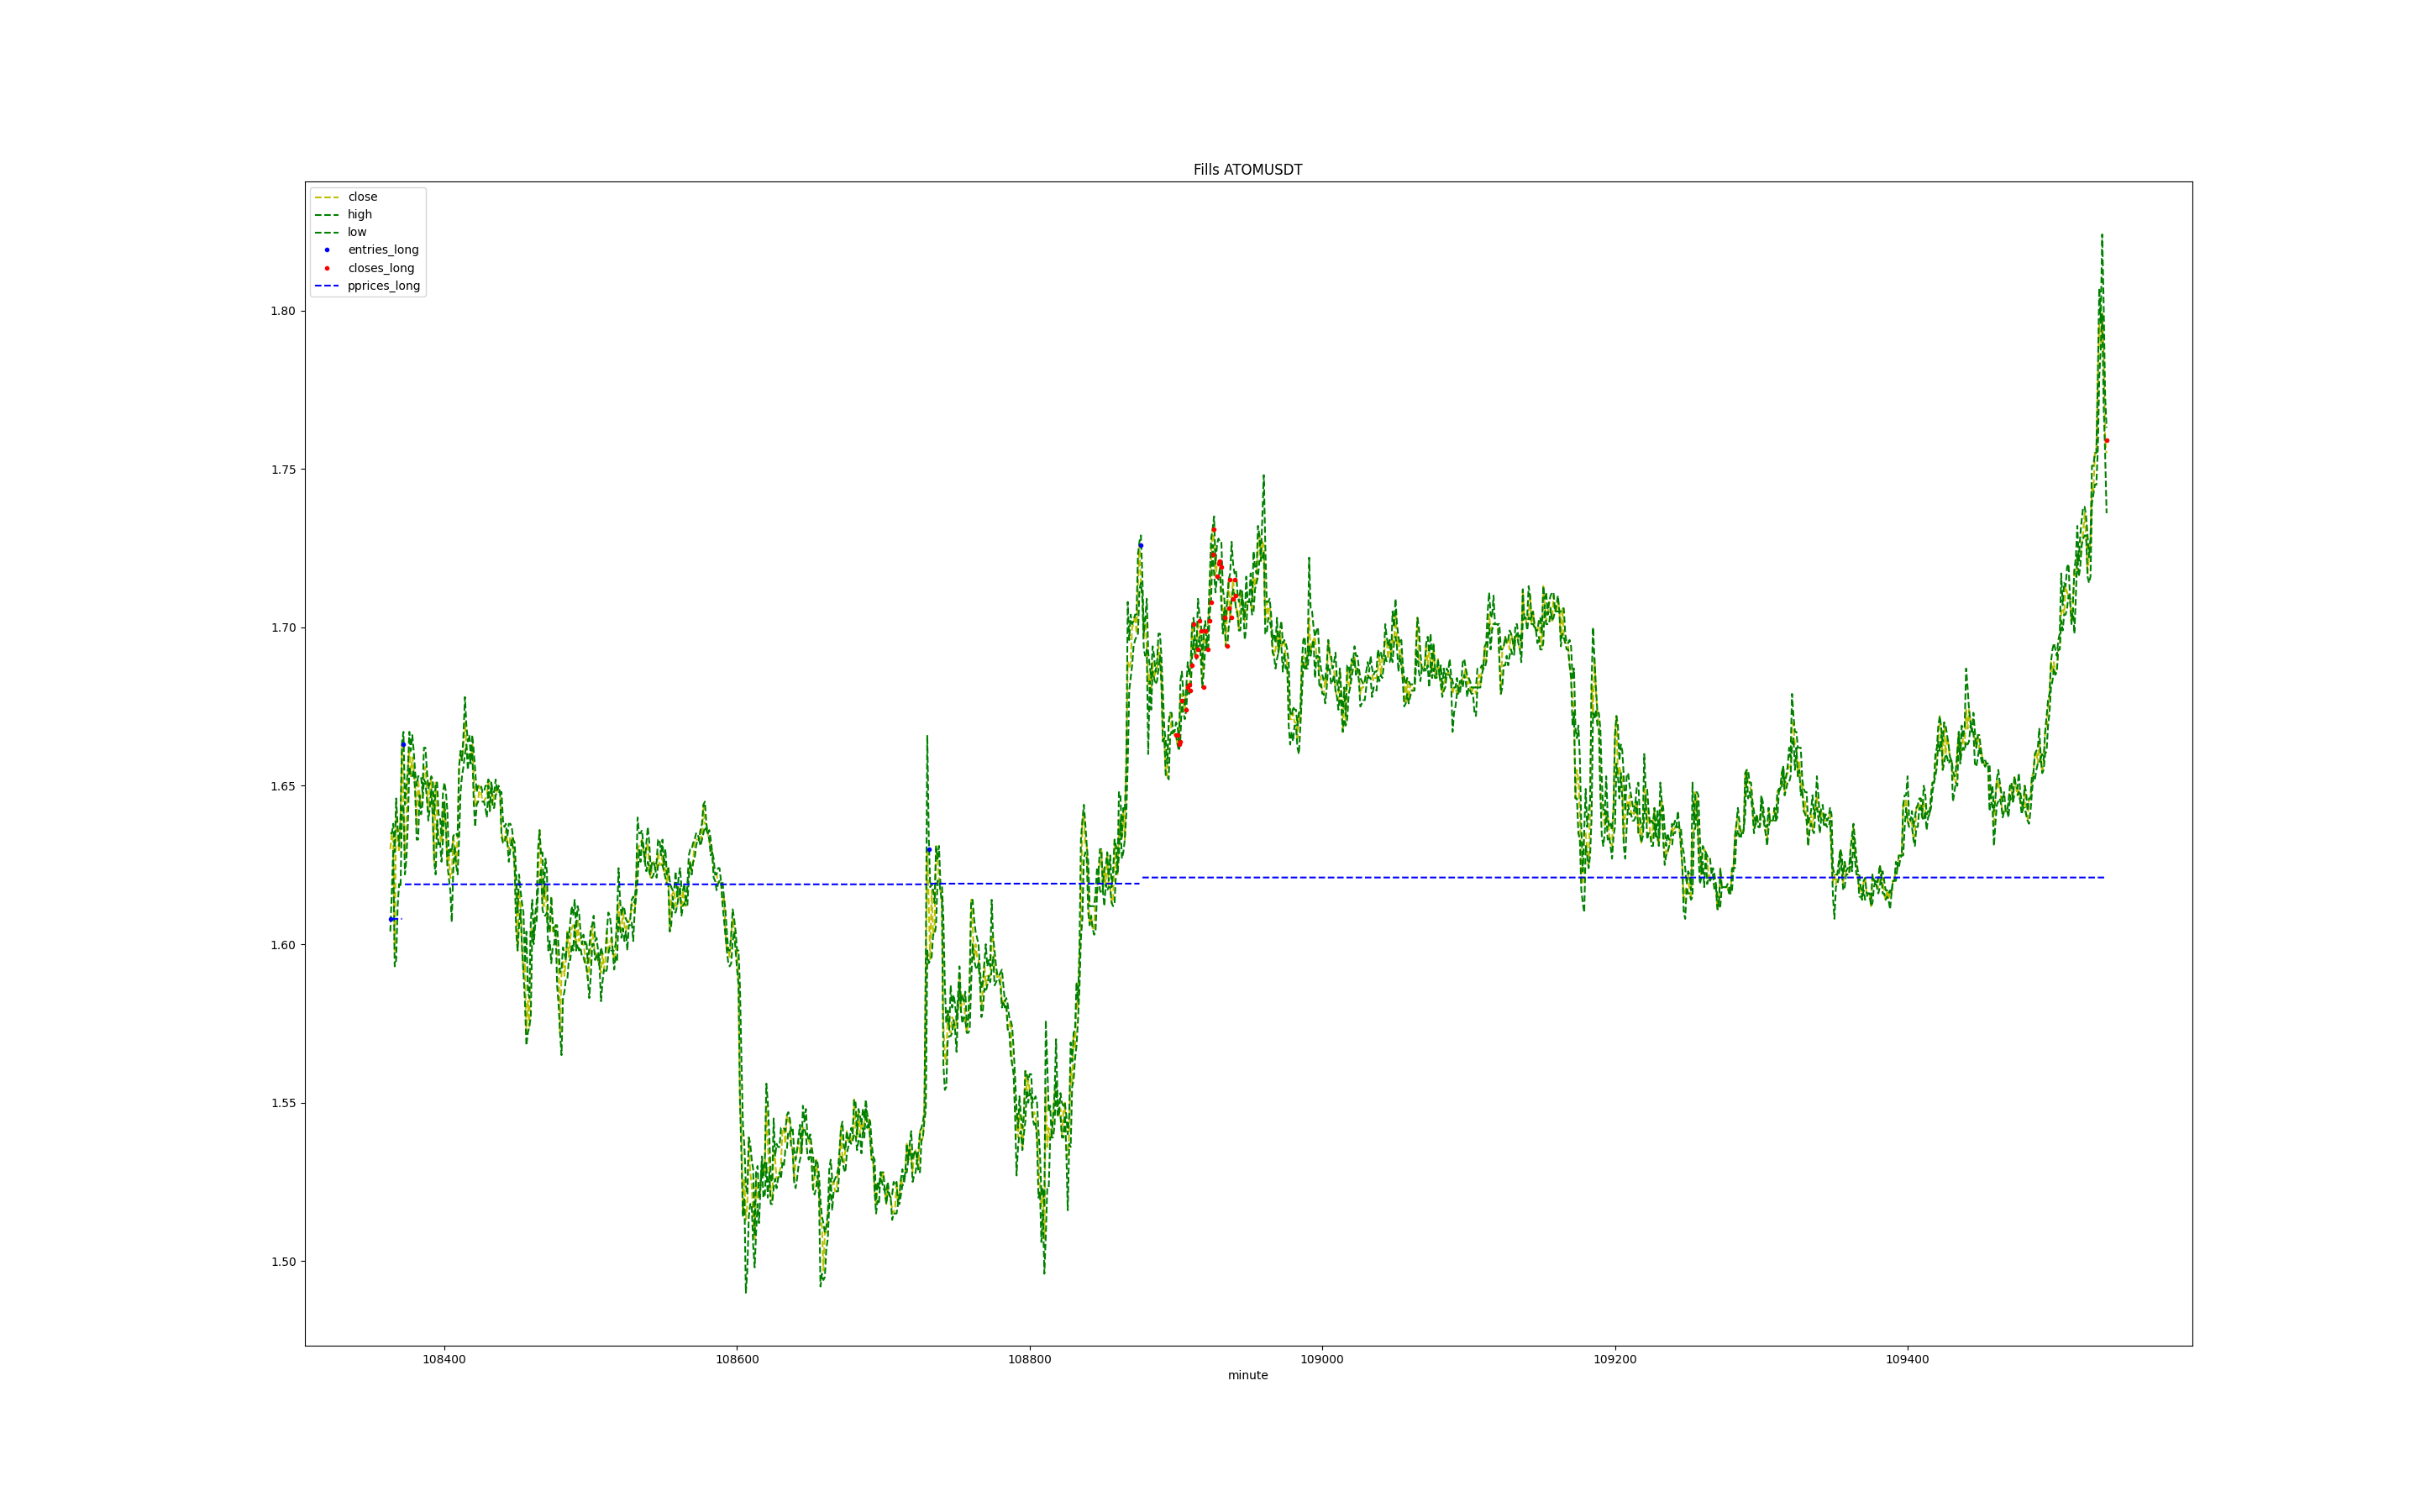 Fills ATOMUSDT
close
high
low
entries_long
closes_long
pprices_long
1.80
1.75
1.70
1.65
1.60
1.55
1.50
108400 108600 108800 109000 109200 109400
minute